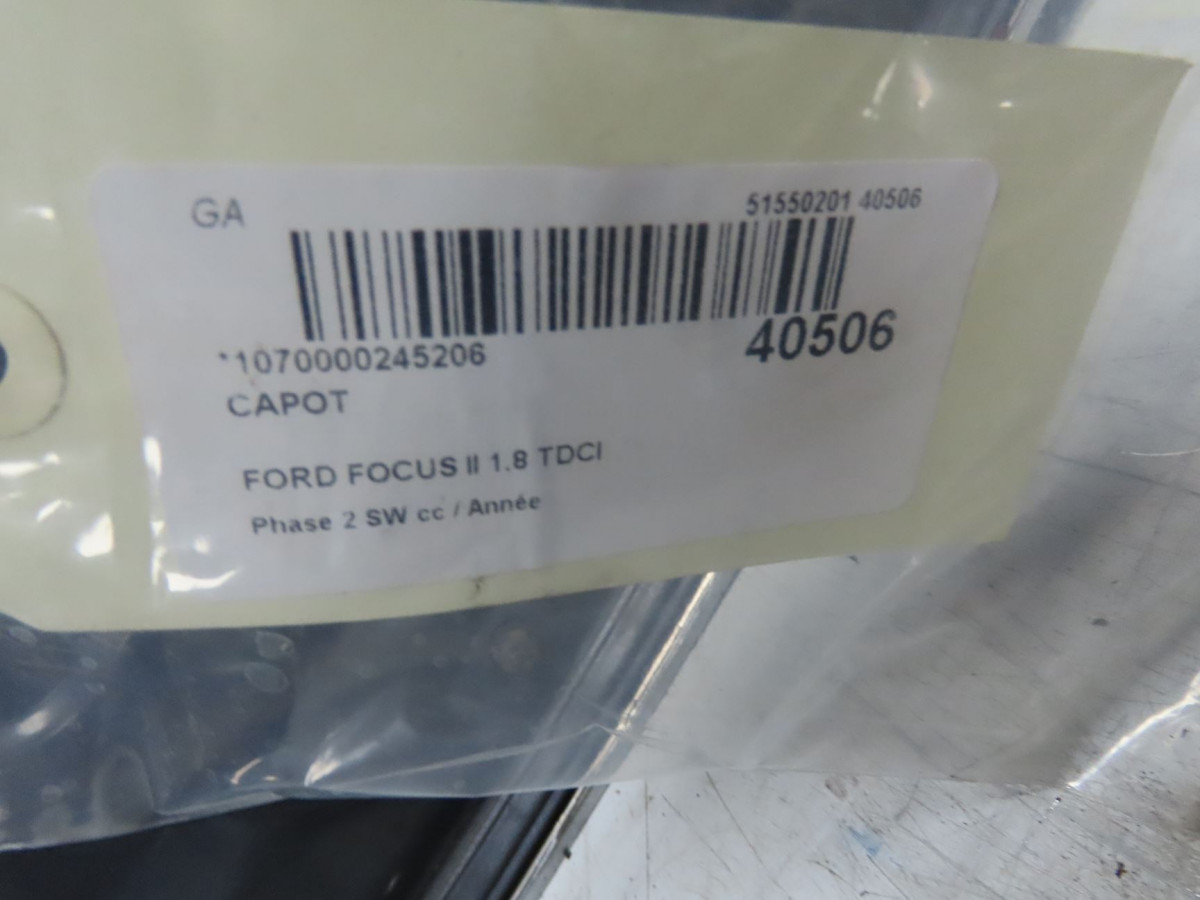 GA
51550201 40506
*1070000245206
40506
CAPOT
FORD FOCUS II 1.8 TDCI
Phase 2 SW cc / Année